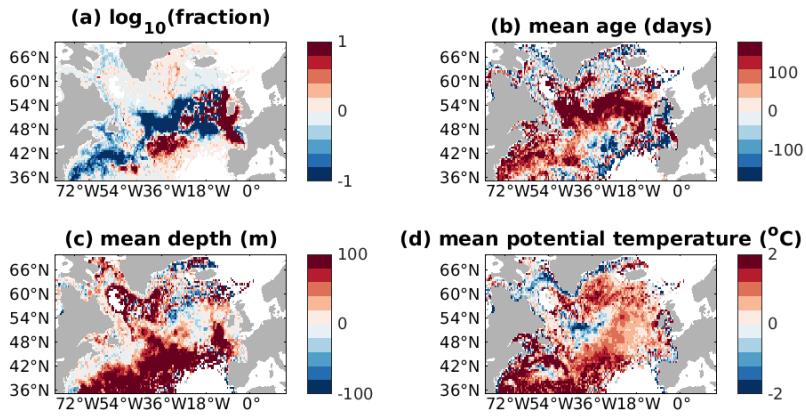 (a) log10(fraction)
66°N
60°N
54°N
48°N
42°N
36°N
72°W54°W36°W18°W 0°
1
0
-1
(b) mean age (days)
66°N
60°N
54°N
48°N
42°N
36°N
72°W54°W36°W18°W 0°
100
0
-100
(c) mean depth (m)
66°N
60°N
54°N
48°N
42°N
36°N
72°W54°W36°W18°W 0°
100
0
-100
(d) mean potential temperature (°C)
66°N
60°N
54°N
48°N
42°N
36°N
72°W54°W36°W18°W 0°
2
0
-2